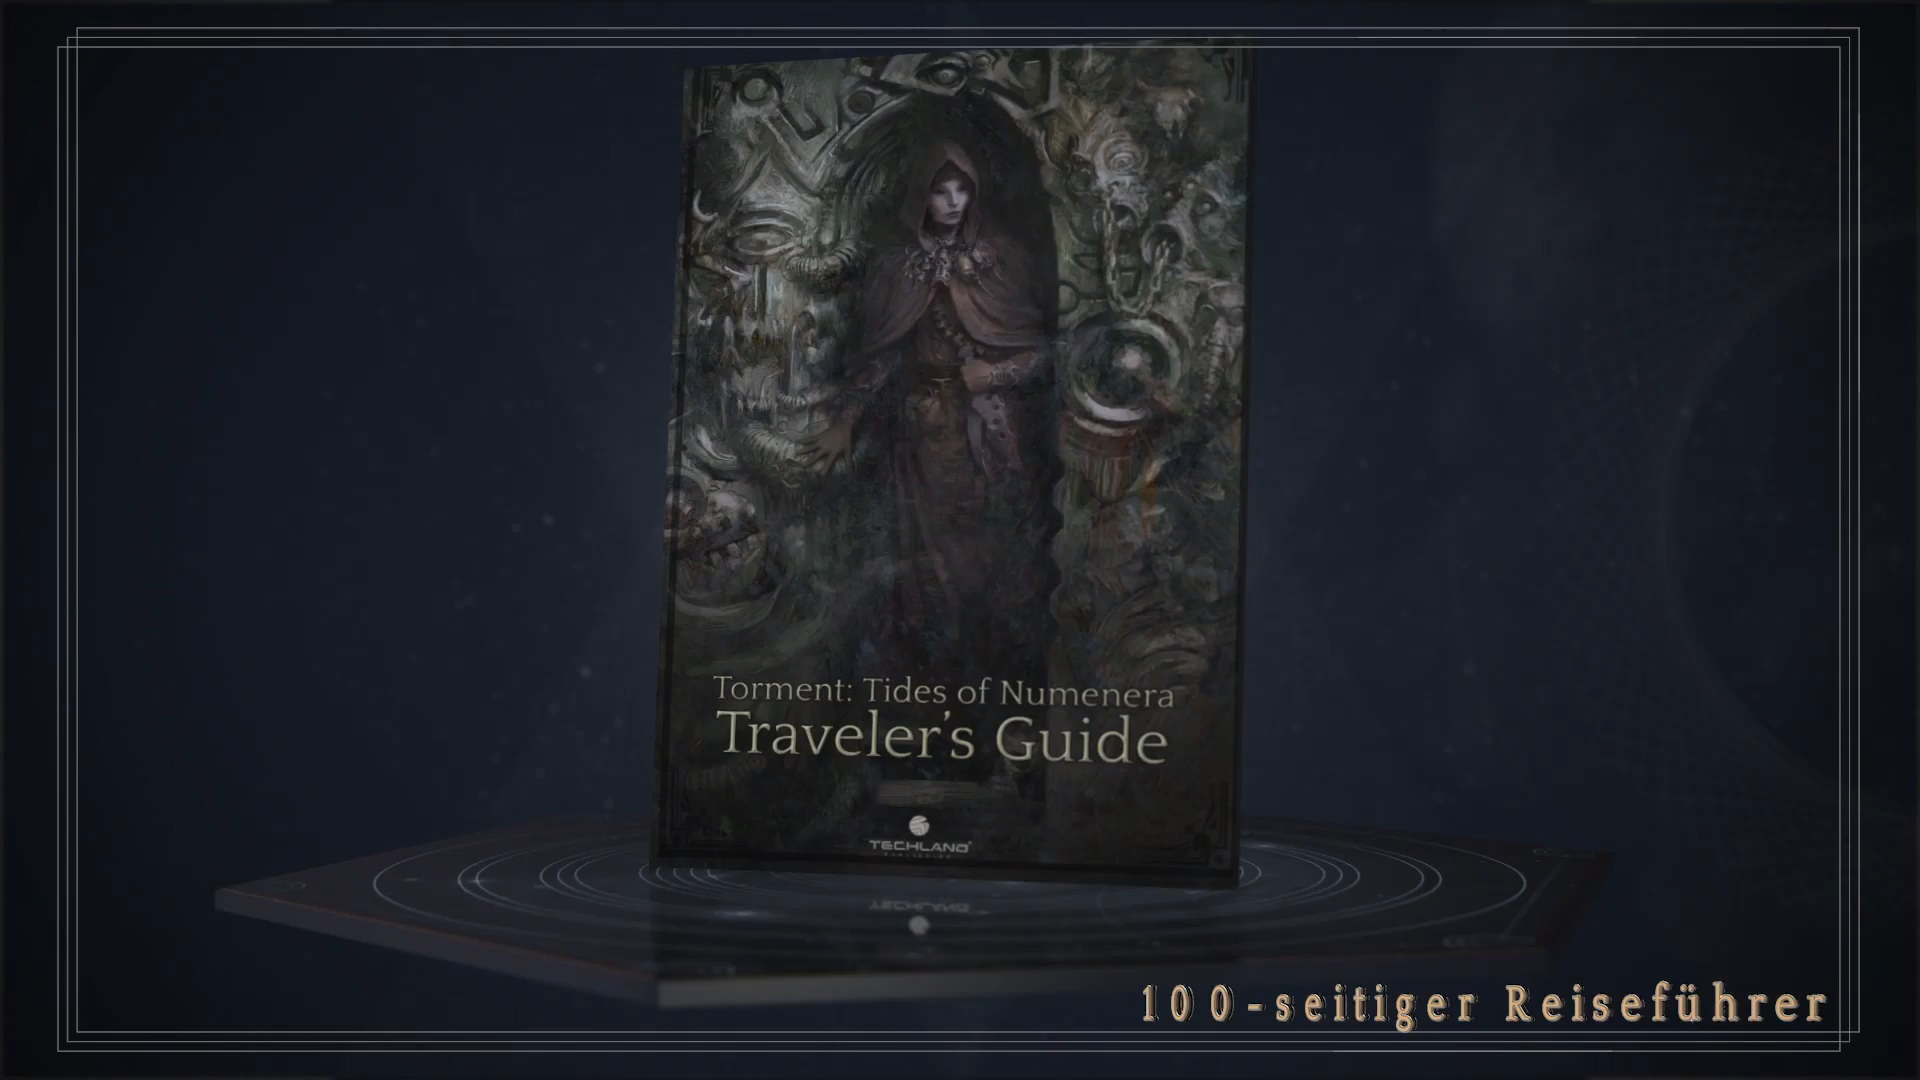 Torment: Tides of Numenera
Traveler's Guide
TECHLAND
100-seitiger Reiseführer